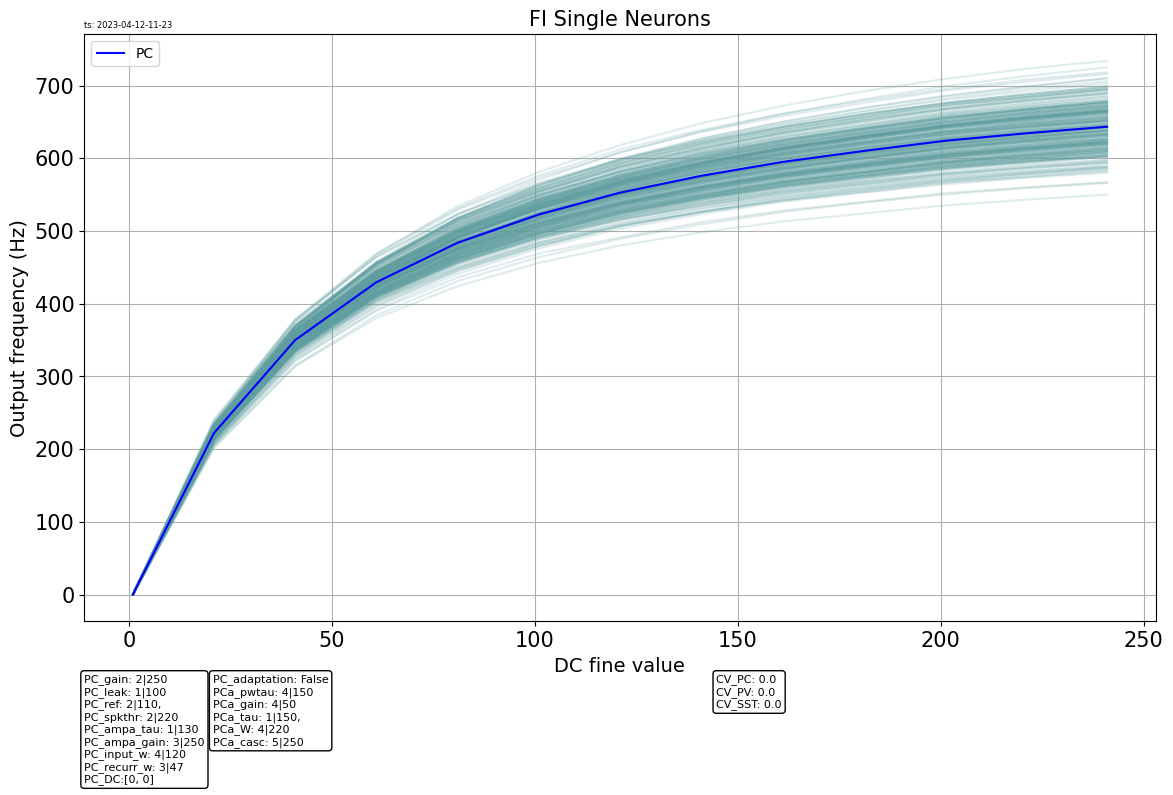 ts: 2023-04-12-11-23
FI Single Neurons
PC
Output frequency (Hz)
700
600
500
400
300
200
100
0
0 50 100 150 200 250
DC fine value
PC_gain: 2|250
PC_leak: 1|100
PC_ref: 2|110,
PC_spkthr: 2|220
PC_ampa_tau: 1|130
PC_ampa_gain: 3|250
PC_input_w: 4|120
PC_recurr_w: 3|47
PC_DC:[0, 0]
PC_adaptation: False
PCa_pwtau: 4|150
PCa_gain: 4|50
PCa_tau: 1|150,
PCa_W: 4|220
PCa_casc: 5|250
CV_PC: 0.0
CV_PV: 0.0
CV_SST: 0.0